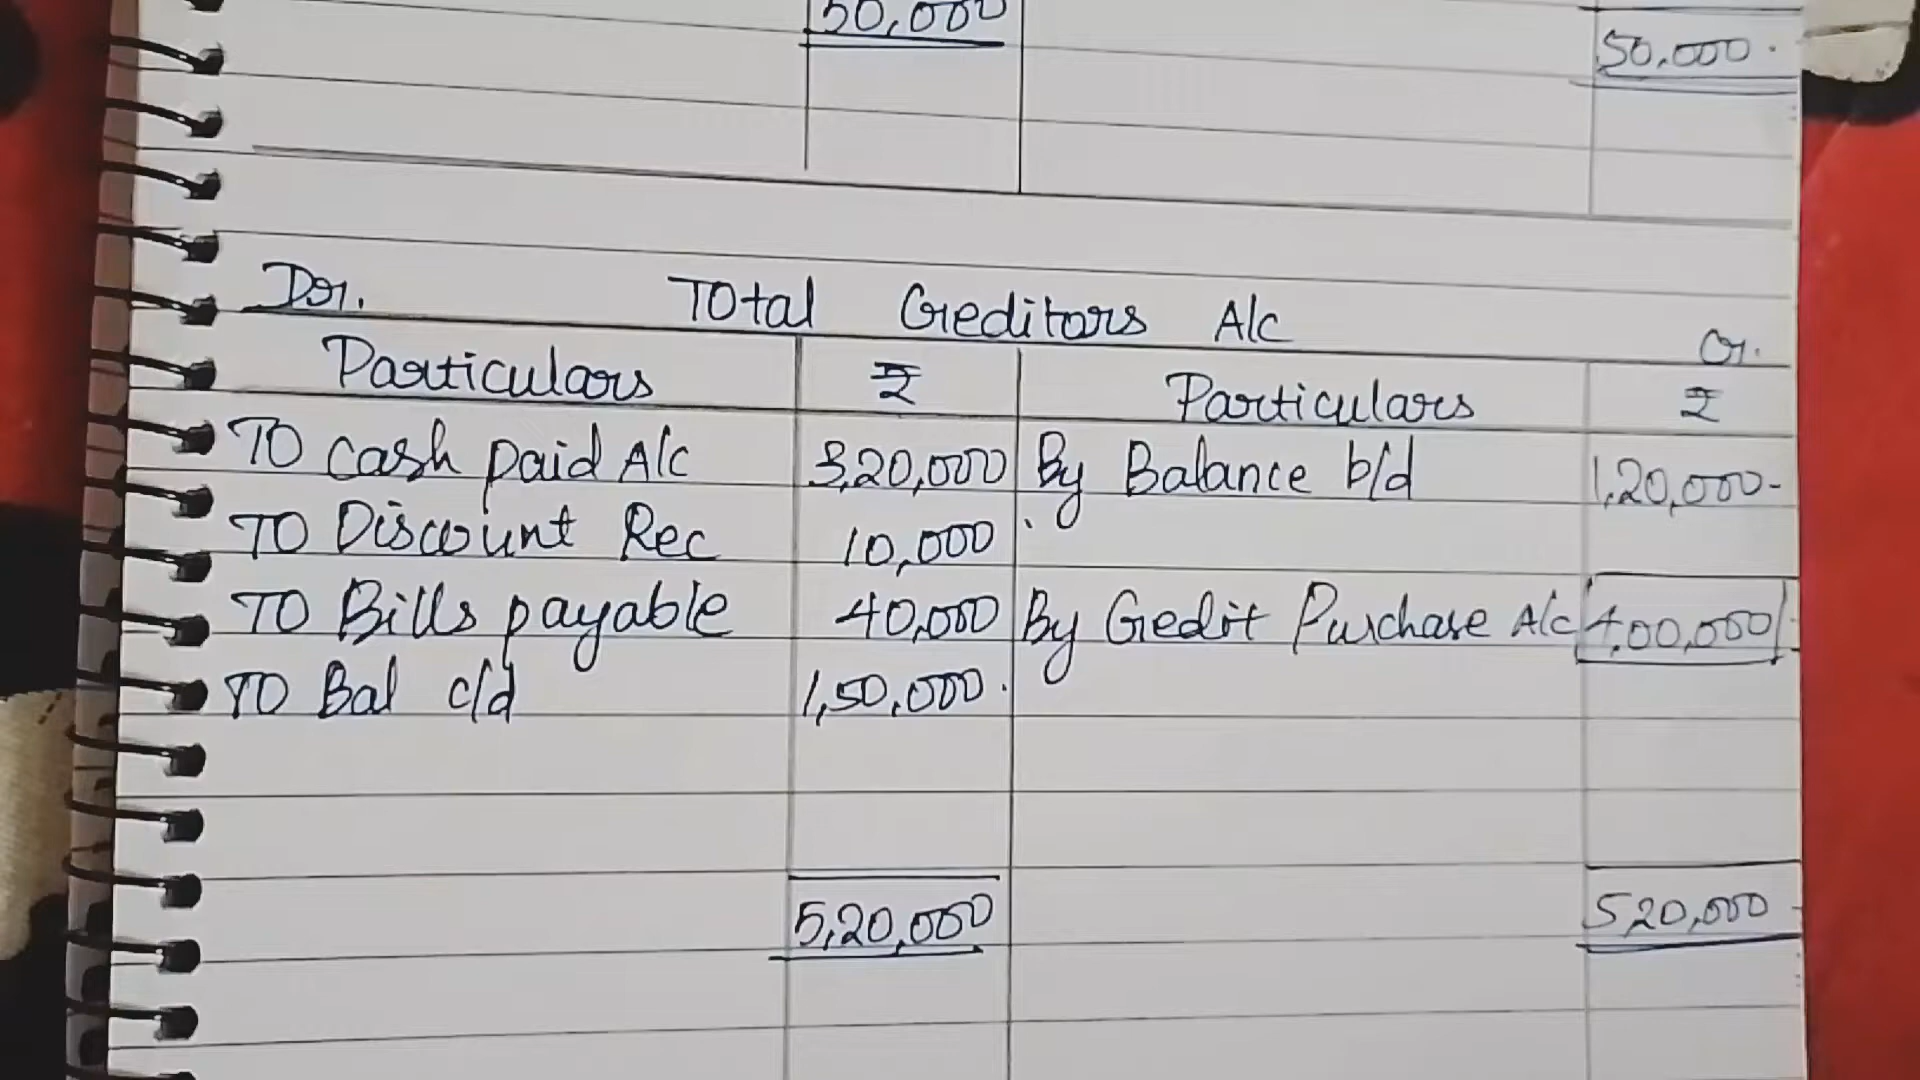 50,000 50,000.
Dr. Total Creditors A/c Cr.
Particulars ₹ Particulars ₹
To cash paid A/c 3,20,000 By Balance b/d 1,20,000-
To Discount Rec 10,000
To Bills payable 40,000 By Credit Purchase A/c 4,00,000
To Bal c/d 1,50,000.
5,20,000 5,20,000